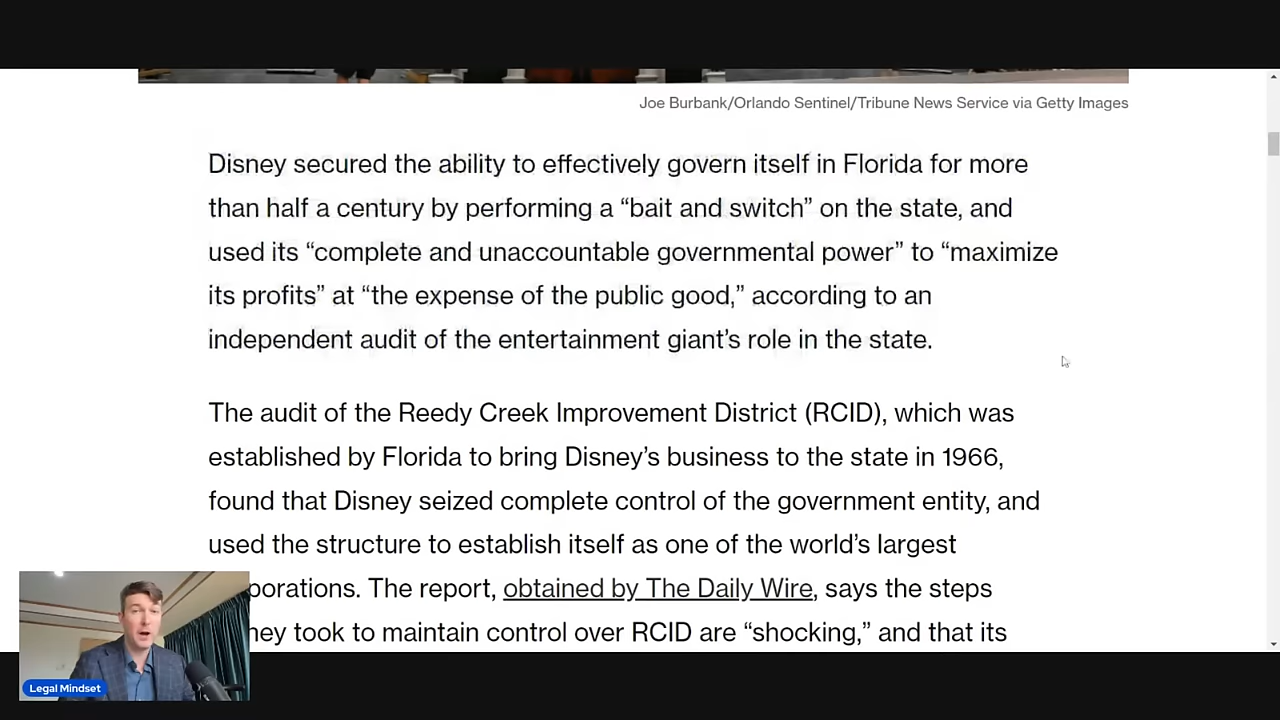 Joe Burbank/Orlando Sentinel/Tribune News Service via Getty Images
Disney secured the ability to effectively govern itself in Florida for more
than half a century by performing a “bait and switch” on the state, and
used its “complete and unaccountable governmental power” to “maximize
its profits” at “the expense of the public good,” according to an
independent audit of the entertainment giant’s role in the state.
The audit of the Reedy Creek Improvement District (RCID), which was
established by Florida to bring Disney’s business to the state in 1966,
found that Disney seized complete control of the government entity, and
used the structure to establish itself as one of the world’s largest
porations. The report, obtained by The Daily Wire, says the steps
ney took to maintain control over RCID are “shocking,” and that its
Legal Mindset